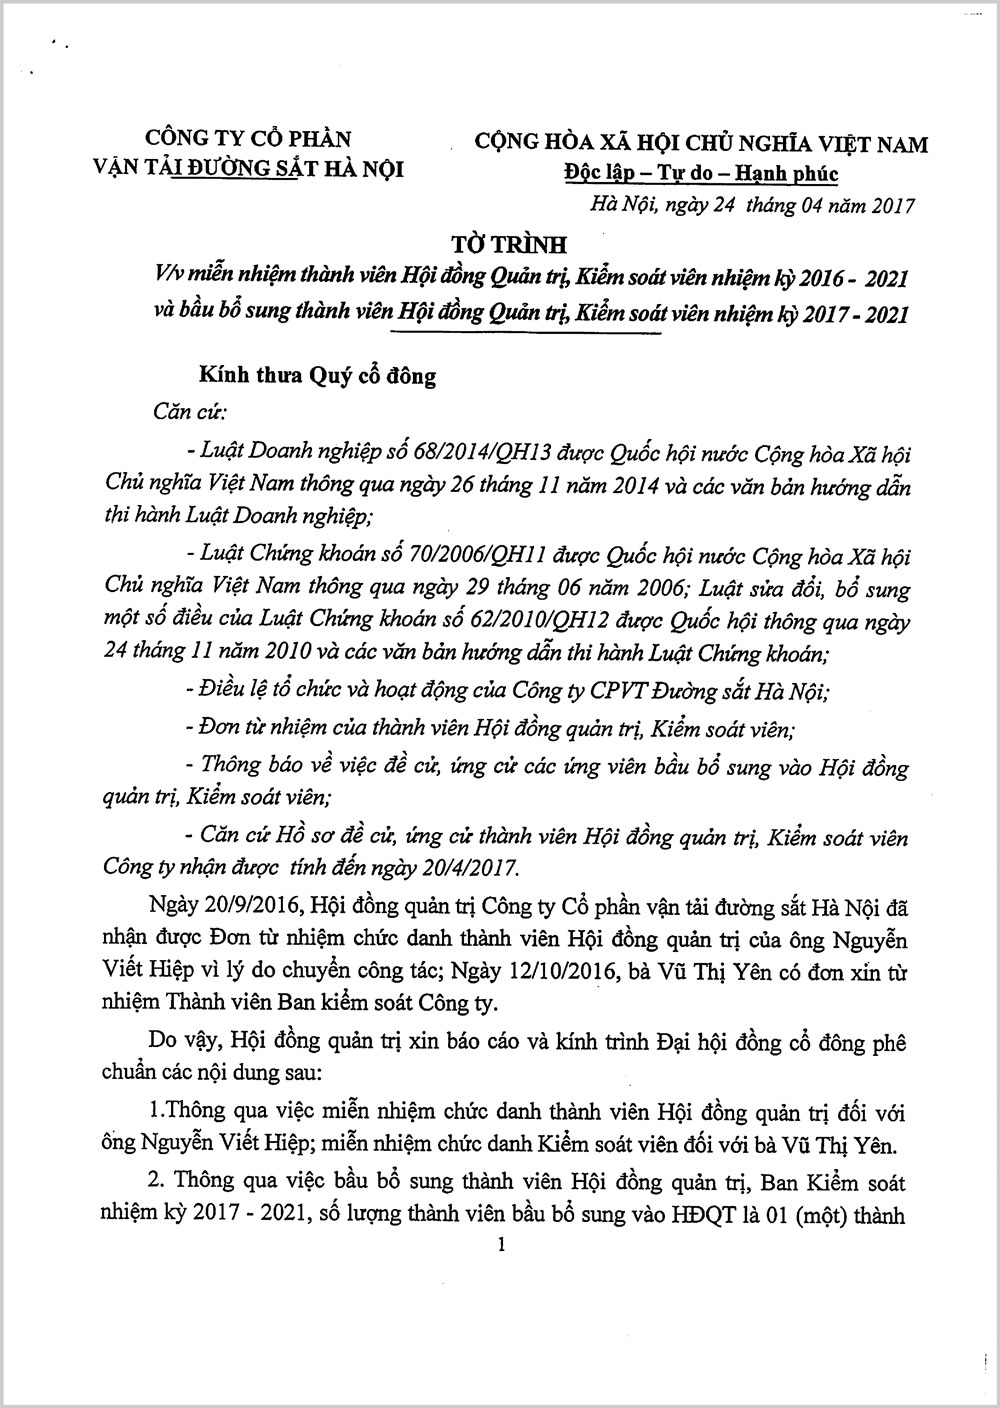 CÔNG TY CỔ PHẦN
VẬN TẢI ĐƯỜNG SẮT HÀ NỘI
CỘNG HÒA XÃ HỘI CHỦ NGHĨA VIỆT NAM
Độc lập – Tự do – Hạnh phúc
Hà Nội, ngày 24 tháng 04 năm 2017
TỜ TRÌNH
V/v miễn nhiệm thành viên Hội đồng Quản trị, Kiểm soát viên nhiệm kỳ 2016 - 2021
và bầu bổ sung thành viên Hội đồng Quản trị, Kiểm soát viên nhiệm kỳ 2017 - 2021
Kính thưa Quý cổ đông
Căn cứ:
- Luật Doanh nghiệp số 68/2014/QH13 được Quốc hội nước Cộng hòa Xã hội
Chủ nghĩa Việt Nam thông qua ngày 26 tháng 11 năm 2014 và các văn bản hướng dẫn
thi hành Luật Doanh nghiệp;
- Luật Chứng khoán số 70/2006/QH11 được Quốc hội nước Cộng hòa Xã hội
Chủ nghĩa Việt Nam thông qua ngày 29 tháng 06 năm 2006; Luật sửa đổi, bổ sung
một số điều của Luật Chứng khoán số 62/2010/QH12 được Quốc hội thông qua ngày
24 tháng 11 năm 2010 và các văn bản hướng dẫn thi hành Luật Chứng khoán;
- Điều lệ tổ chức và hoạt động của Công ty CPVT Đường sắt Hà Nội;
- Đơn từ nhiệm của thành viên Hội đồng quản trị, Kiểm soát viên;
- Thông báo về việc đề cử, ứng cử các ứng viên bầu bổ sung vào Hội đồng
quản trị, Kiểm soát viên;
- Căn cứ Hồ sơ đề cử, ứng cử thành viên Hội đồng quản trị, Kiểm soát viên
Công ty nhận được tính đến ngày 20/4/2017.
Ngày 20/9/2016, Hội đồng quản trị Công ty Cổ phần vận tải đường sắt Hà Nội đã
nhận được Đơn từ nhiệm chức danh thành viên Hội đồng quản trị của ông Nguyễn
Viết Hiệp vì lý do chuyển công tác; Ngày 12/10/2016, bà Vũ Thị Yên có đơn xin từ
nhiệm Thành viên Ban kiểm soát Công ty.
Do vậy, Hội đồng quản trị xin báo cáo và kính trình Đại hội đồng cổ đông phê
chuẩn các nội dung sau:
1.Thông qua việc miễn nhiệm chức danh thành viên Hội đồng quản trị đối với
ông Nguyễn Viết Hiệp; miễn nhiệm chức danh Kiểm soát viên đối với bà Vũ Thị Yên.
2. Thông qua việc bầu bổ sung thành viên Hội đồng quản trị, Ban Kiểm soát
nhiệm kỳ 2017 - 2021, số lượng thành viên bầu bổ sung vào HĐQT là 01 (một) thành
1